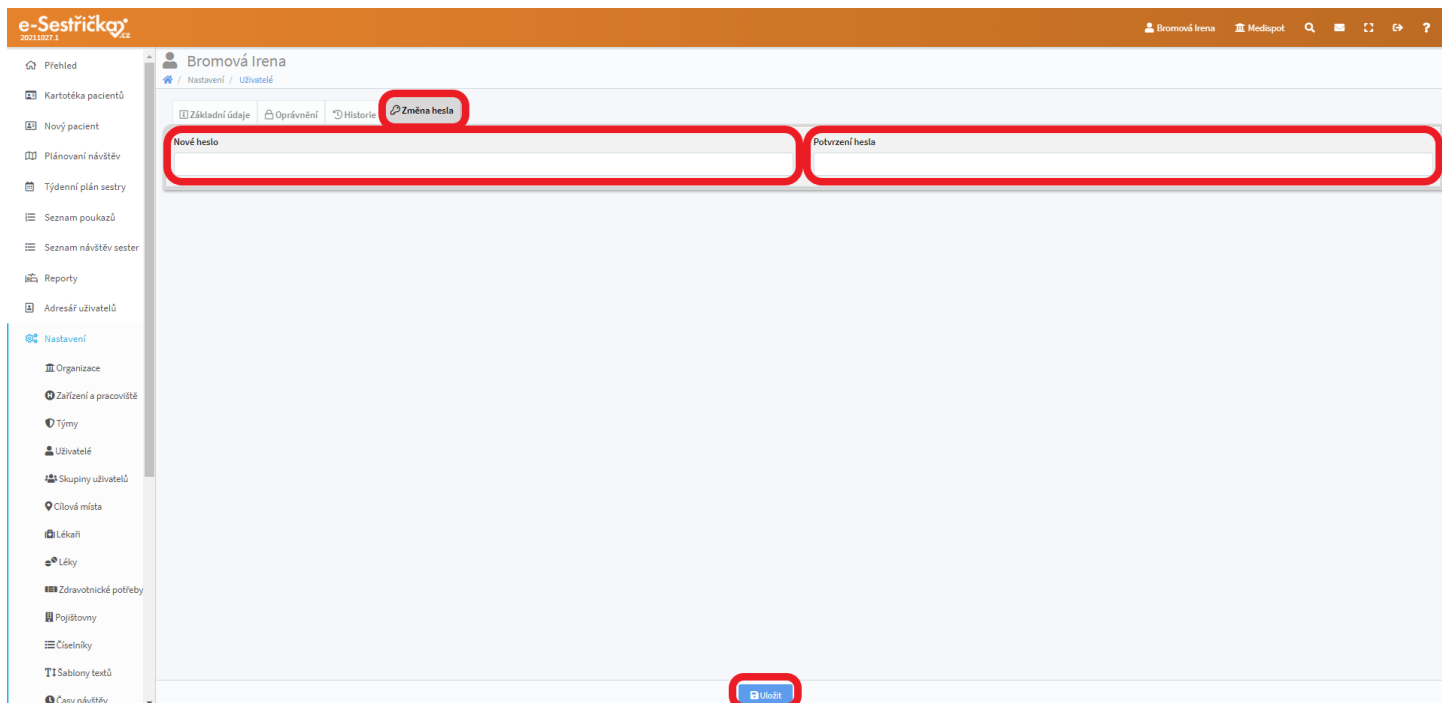 e-Sestřička.cz
20211027.1
Bromová Irena
Medispot
?
Přehled
Kartotéka pacientů
Nový pacient
Plánovaní návštěv
Týdenní plán sestry
Seznam poukazů
Seznam návštěv sester
Reporty
Adresář uživatelů
Nastavení
Organizace
Zařízení a pracoviště
Týmy
Uživatelé
Skupiny uživatelů
Cílová místa
Lékaři
Léky
Zdravotnické potřeby
Pojištovny
Číselníky
Šablony textů
Časy návštěv
Bromová Irena
/ Nastavení / Uživatelé
Základní údaje
Oprávnění
Historie
Změna hesla
Nové heslo
Potvrzení hesla
Uložit